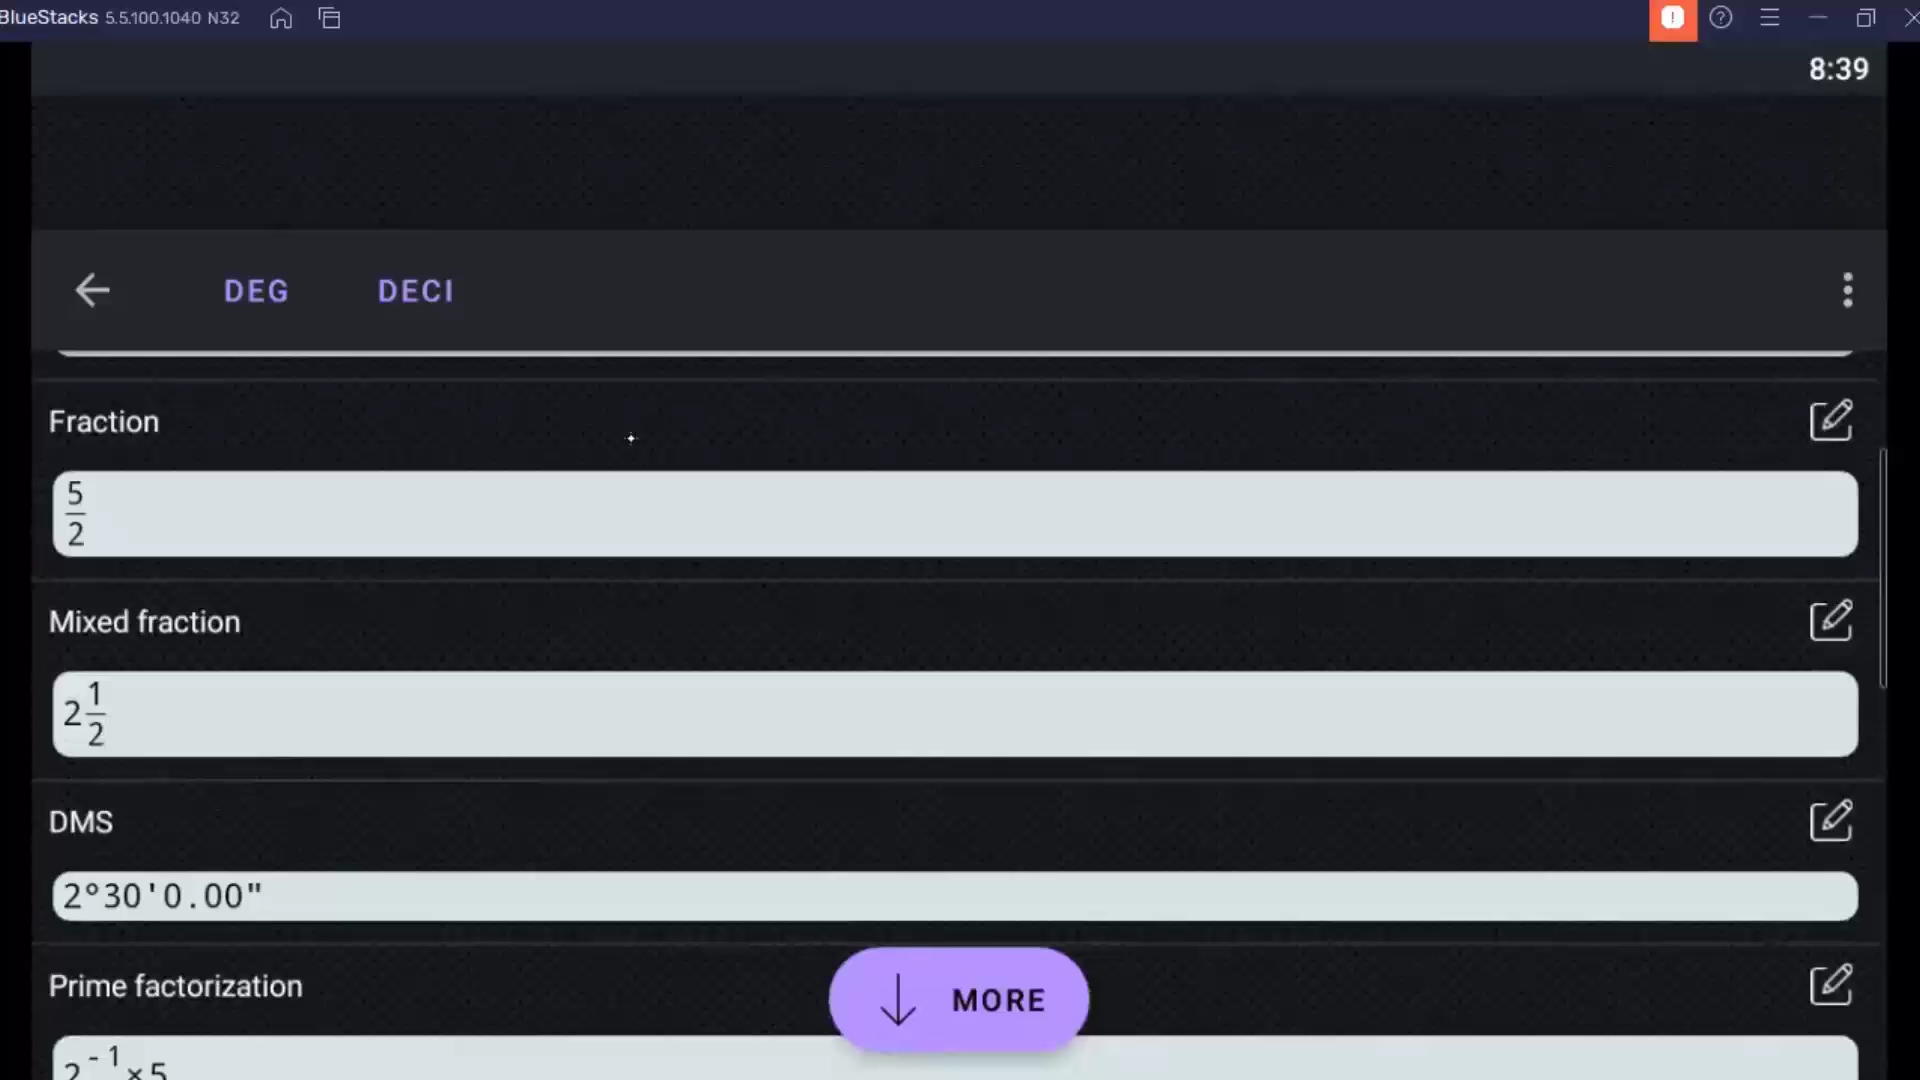 BlueStacks 5.5.100.1040 N32
8:39
DEG DECI
Fraction
5/2
Mixed fraction
2 1/2
DMS
2°30'0.00"
Prime factorization
MORE
2^-1×5